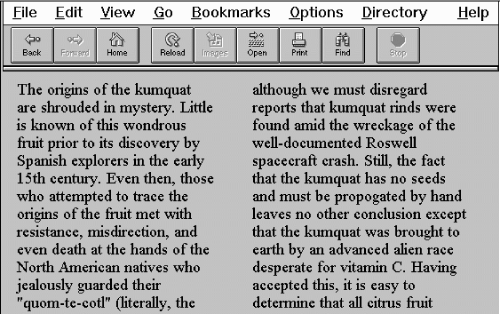 File Edit View Go Bookmarks Options Directory Help
Back Forward Home Reload Images Open Print Find Stop
The origins of the kumquat
are shrouded in mystery. Little
is known of this wondrous
fruit prior to its discovery by
Spanish explorers in the early
15th century. Even then, those
who attempted to trace the
origins of the fruit met with
resistance, misdirection, and
even death at the hands of the
North American natives who
jealously guarded their
"quom-te-cotl" (literally, the
although we must disregard
reports that kumquat rinds were
found amid the wreckage of the
well-documented Roswell
spacecraft crash. Still, the fact
that the kumquat has no seeds
and must be propogated by hand
leaves no other conclusion except
that the kumquat was brought to
earth by an advanced alien race
desperate for vitamin C. Having
accepted this, it is easy to
determine that all citrus fruit